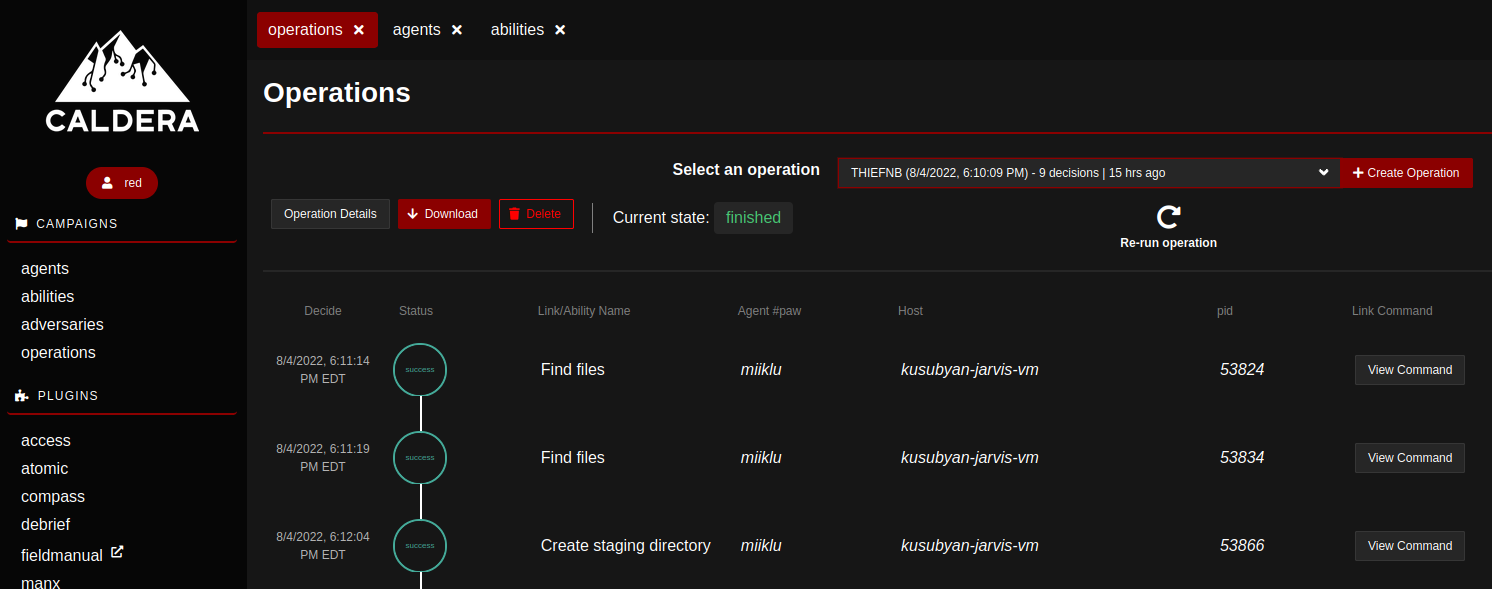 CALDERA
red
CAMPAIGNS
agents
abilities
adversaries
operations
PLUGINS
access
atomic
compass
debrief
fieldmanual
manx
operations agents abilities
Operations
Select an operation THIEFNB (8/4/2022, 6:10:09 PM) - 9 decisions | 15 hrs ago Create Operation
Operation Details Download Delete Current state: finished
Re-run operation
Decide Status Link/Ability Name Agent #paw Host pid Link Command
8/4/2022, 6:11:14
PM EDT success Find files miiklu kusubyan-jarvis-vm 53824 View Command
8/4/2022, 6:11:19
PM EDT success Find files miiklu kusubyan-jarvis-vm 53834 View Command
8/4/2022, 6:12:04
PM EDT success Create staging directory miiklu kusubyan-jarvis-vm 53866 View Command